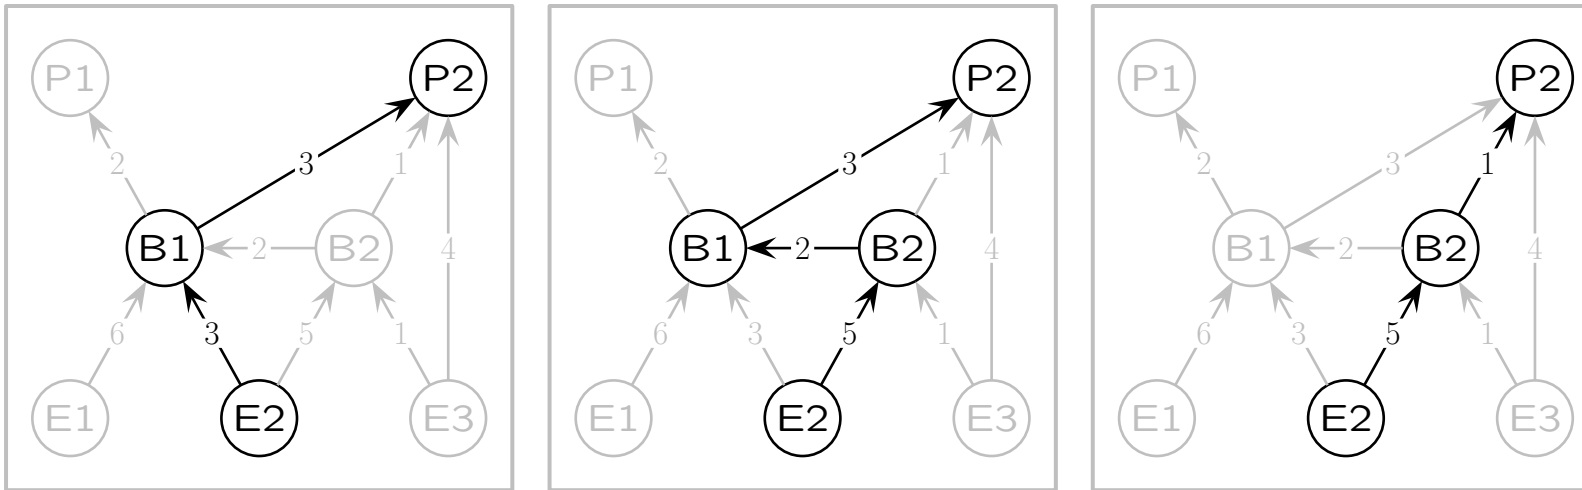 P1 P2 P1 P2 P1 P2
2 3 1 2 3 1 2 3 1
B1 2 B2 4 B1 2 B2 4 B1 2 B2 4
6 3 5 1 6 3 5 1 6 3 5 1
E1 E2 E3 E1 E2 E3 E1 E2 E3